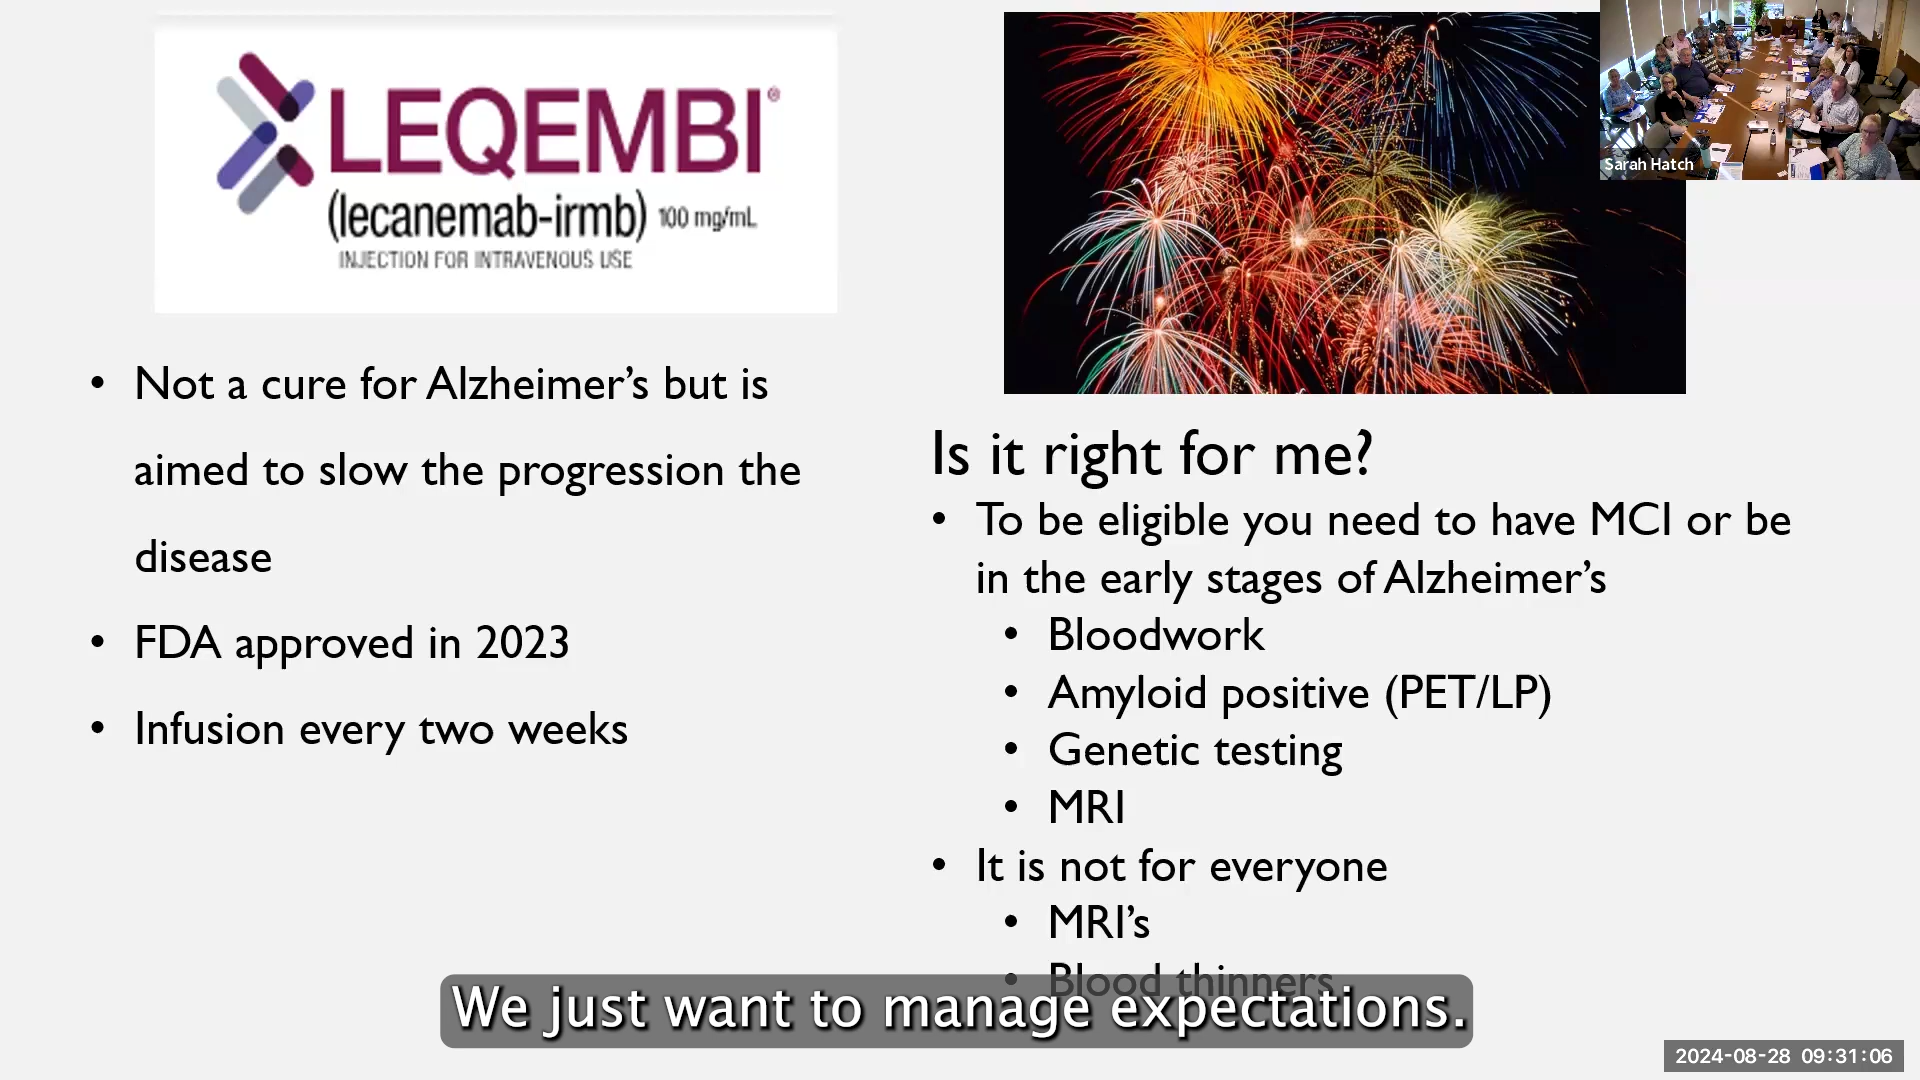 LEQEMBI®
(lecanemab-irmb) 100 mg/mL
INJECTION FOR INTRAVENOUS USE
• Not a cure for Alzheimer’s but is
aimed to slow the progression the
disease
• FDA approved in 2023
• Infusion every two weeks
Sarah Hatch
Is it right for me?
• To be eligible you need to have MCI or be
in the early stages of Alzheimer’s
• Bloodwork
• Amyloid positive (PET/LP)
• Genetic testing
• MRI
• It is not for everyone
• MRI’s
• Blood thinners
We just want to manage expectations.
2024-08-28 09:31:06